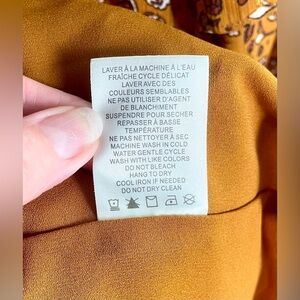 LAVER À LA MACHINE À L'EAU
FRAÎCHE CYCLE DÉLICAT
LAVER AVEC DES
COULEURS SEMBLABLES
NE PAS UTILISER D'AGENT
DE BLANCHIMENT
SUSPENDRE POUR SECHER
REPASSER À BASSE
TEMPÉRATURE
NE PAS NETTOYER À SEC
MACHINE WASH IN COLD
WATER GENTLE CYCLE
WASH WITH LIKE COLORS
DO NOT BLEACH
HANG TO DRY
COOL IRON IF NEEDED
DO NOT DRY CLEAN